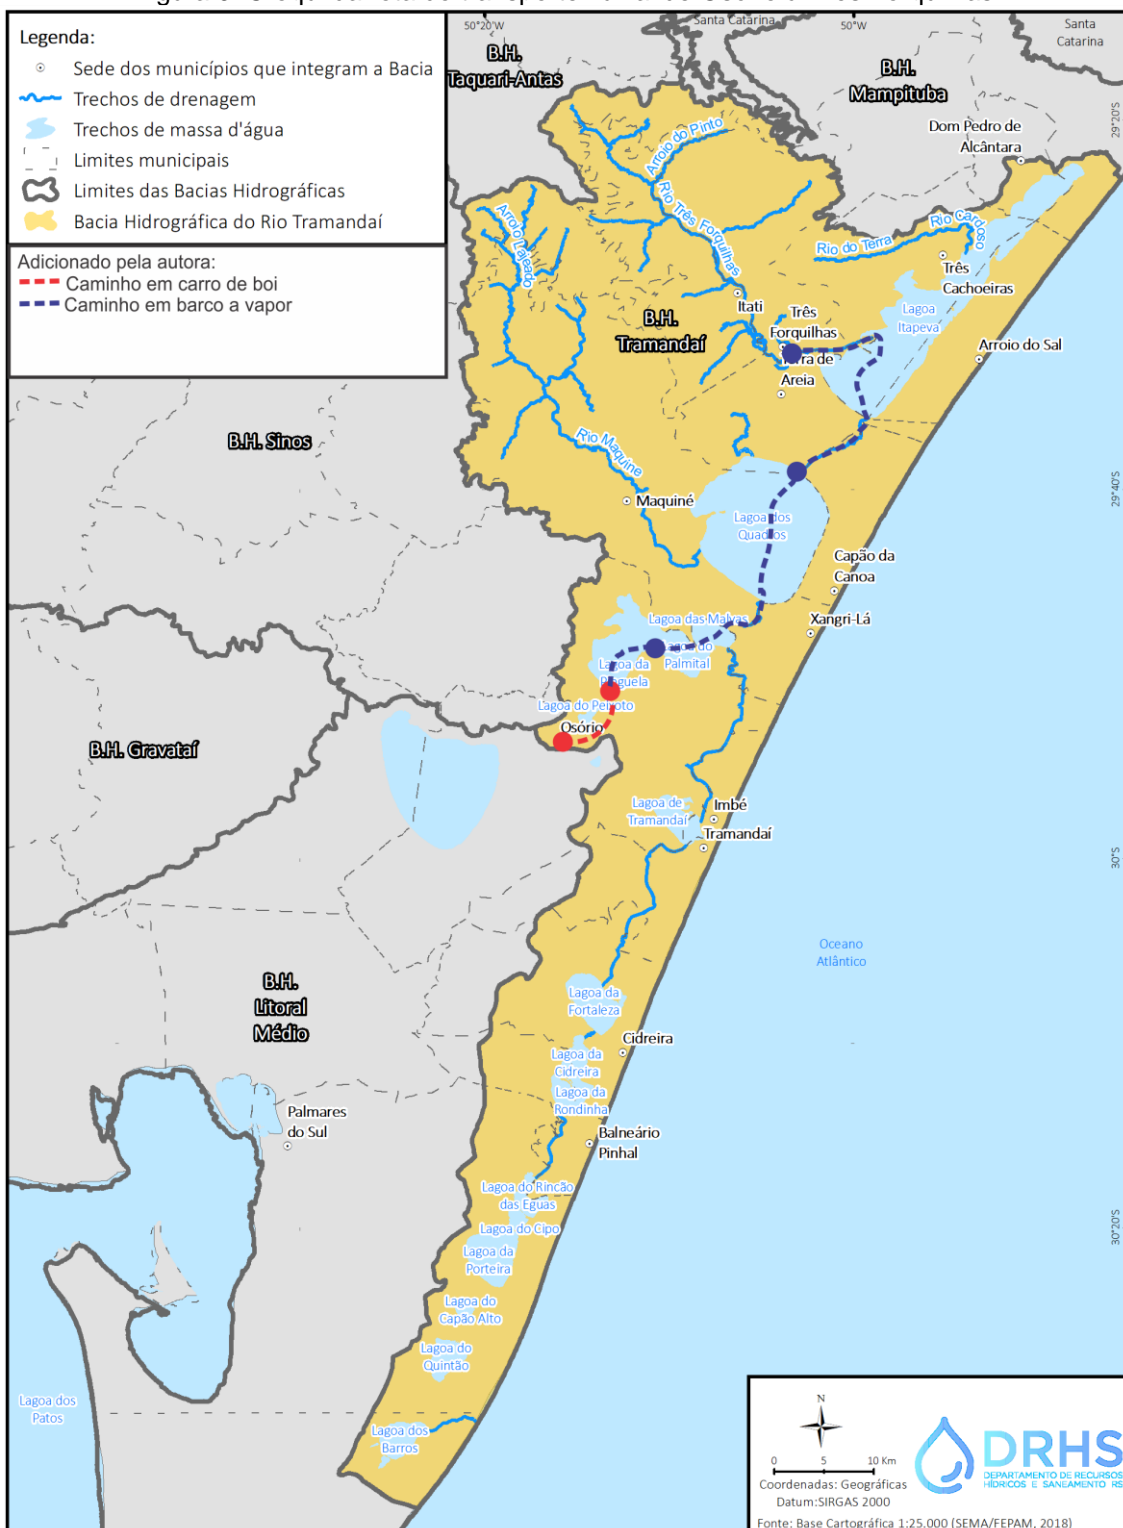 Legenda:
Sede dos municípios que integram a Bacia
Trechos de drenagem
Trechos de massa d'água
Limites municipais
Limites das Bacias Hidrográficas
Bacia Hidrográfica do Rio Tramandaí
Adicionado pela autora:
Caminho em carro de boi
Caminho em barco a vapor
50°20'W
Santa Catarina
50°W
Santa
Catarina
B.H.
Taquari-Antas
B.H.
Mampituba
29°20'S
Dom Pedro de
Alcântara
Arroio do Pinto
Rio Três Forquilhas
Arroio Lajeado
Rio Cardoso
Rio do Terra
Três
Cachoeiras
Itati
Lagoa
Itapeva
Três
Forquilhas
B.H.
Tramandaí
Arroio do Sal
Terra de
Areia
B.H. Sinos
Rio Maquine
29°40'S
Maquiné
Lagoa dos
Quadros
Capão da
Canoa
Lagoa das Malvas
Xangri-Lá
Lagoa do
Palmital
Lagoa da
Pinguela
Lagoa do Peixoto
Osório
B.H. Gravataí
Lagoa de
Tramandaí
Imbé
Tramandaí
30°S
Oceano
Atlântico
B.H.
Litoral
Médio
Lagoa da
Fortaleza
Cidreira
Lagoa da
Cidreira
Lagoa da
Rondinha
Palmares
do Sul
Balneário
Pinhal
Lagoa do Rincão
das Eguas
Lagoa do Cipo
30°20'S
Lagoa da
Porteira
Lagoa do
Capão Alto
Lagoa do
Quintão
Lagoa dos
Patos
Lagoa dos
Barros
N
0 5 10 Km
Coordenadas: Geográficas
Datum:SIRGAS 2000
DRHS
DEPARTAMENTO DE RECURSOS
HÍDRICOS E SANEAMENTO RS
Fonte: Base Cartográfica 1:25.000 (SEMA/FEPAM, 2018)